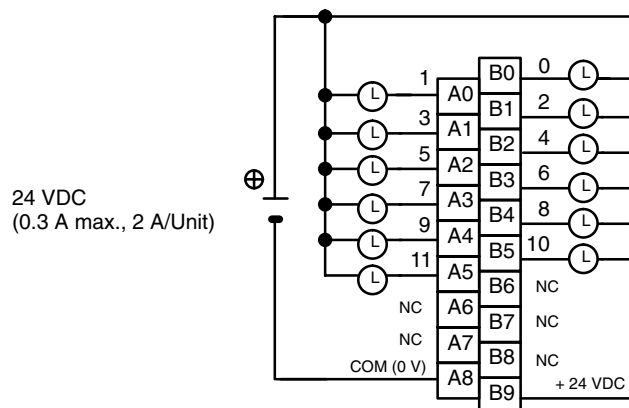 24 VDC
(0.3 A max., 2 A/Unit)
1
L
A0
3
L
A1
5
L
A2
7
L
A3
9
L
A4
11
L
A5
NC
A6
NC
A7
COM (0 V)
A8
B0
0
L
B1
2
L
B2
4
L
B3
6
L
B4
8
L
B5
10
L
B6
NC
B7
NC
B8
NC
B9
+ 24 VDC